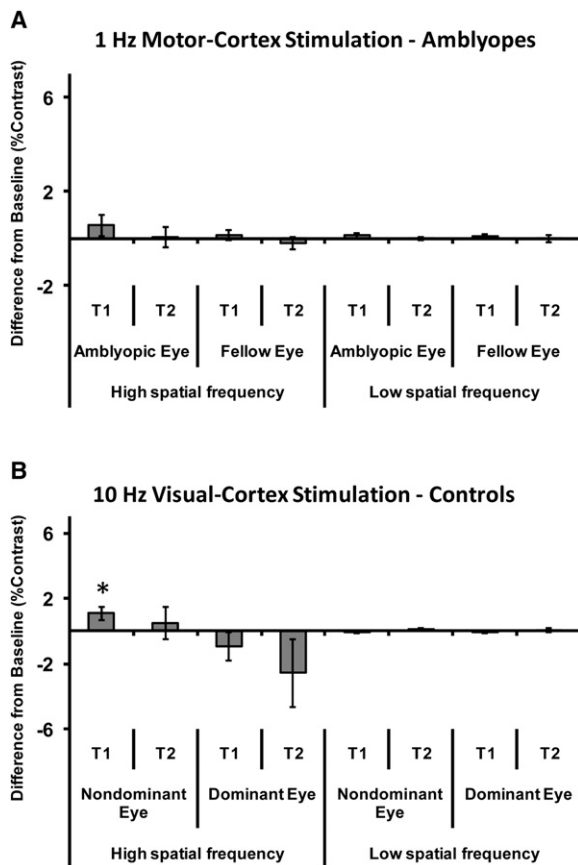 A
1 Hz Motor-Cortex Stimulation - Amblyopes
Difference from Baseline (%Contrast)
6
2
-2
T1 T2 T1 T2 T1 T2 T1 T2
Amblyopic Eye Fellow Eye Amblyopic Eye Fellow Eye
High spatial frequency Low spatial frequency
B
10 Hz Visual-Cortex Stimulation - Controls
Difference from Baseline (%Contrast)
6
2
-2
-6
*
T1 T2 T1 T2 T1 T2 T1 T2
Nondominant Dominant Eye Nondominant Dominant Eye
Eye Eye
High spatial frequency Low spatial frequency